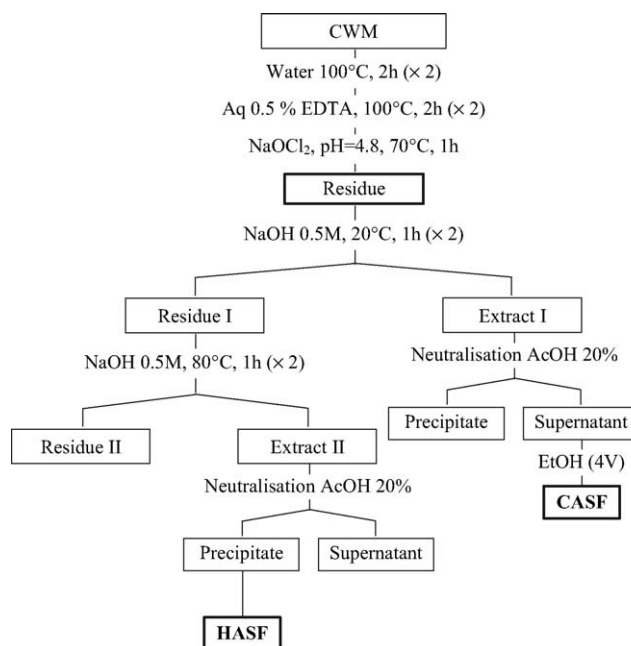 CWM
Water 100°C, 2h (× 2)
Aq 0.5 % EDTA, 100°C, 2h (× 2)
NaOCl₂, pH=4.8, 70°C, 1h
Residue
NaOH 0.5M, 20°C, 1h (× 2)
Residue I
Extract I
NaOH 0.5M, 80°C, 1h (× 2)
Neutralisation AcOH 20%
Precipitate
Supernatant
Residue II
Extract II
EtOH (4V)
Neutralisation AcOH 20%
CASF
Precipitate
Supernatant
HASF